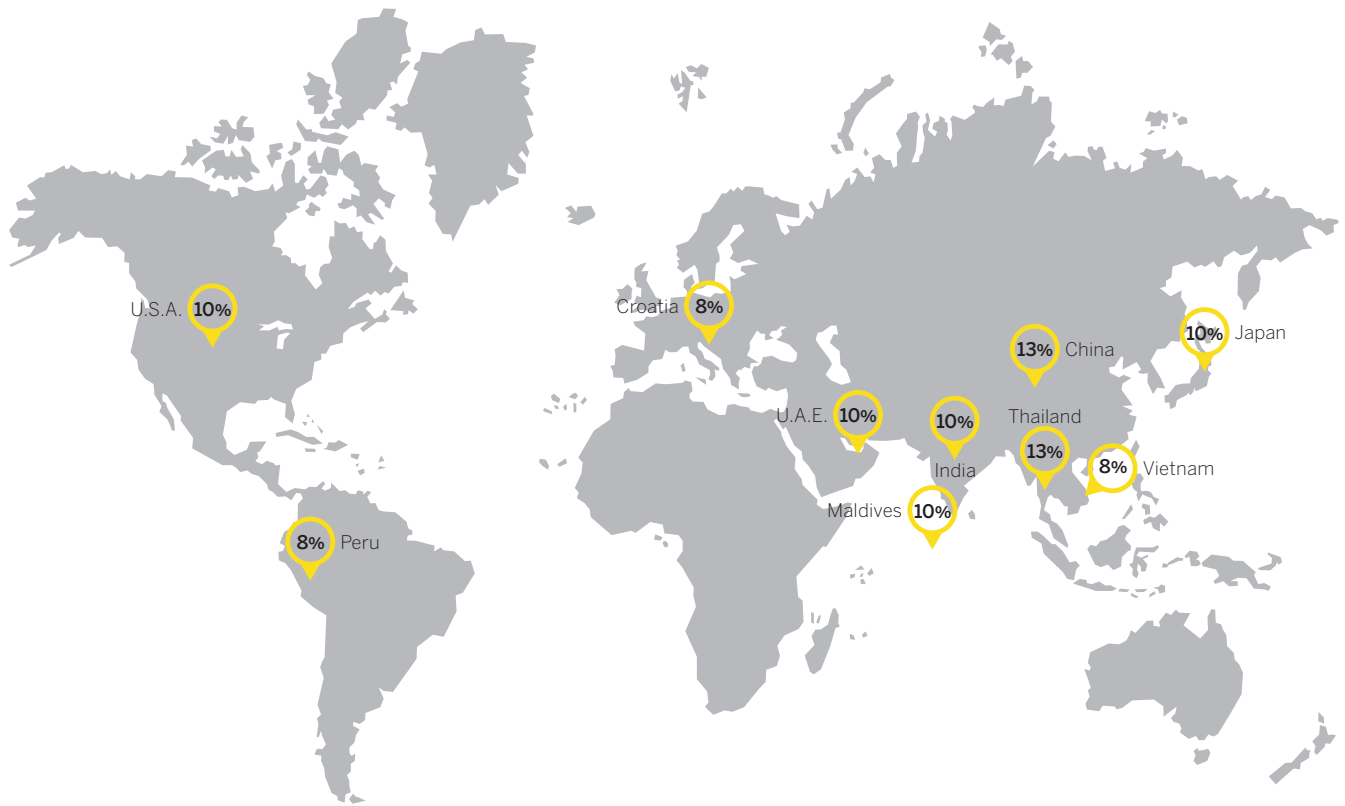 Croatia 8%
U.S.A. 10%
10% Japan
13% China
U.A.E. 10%
10%
India
Thailand
13%
8% Vietnam
Maldives 10%
8% Peru